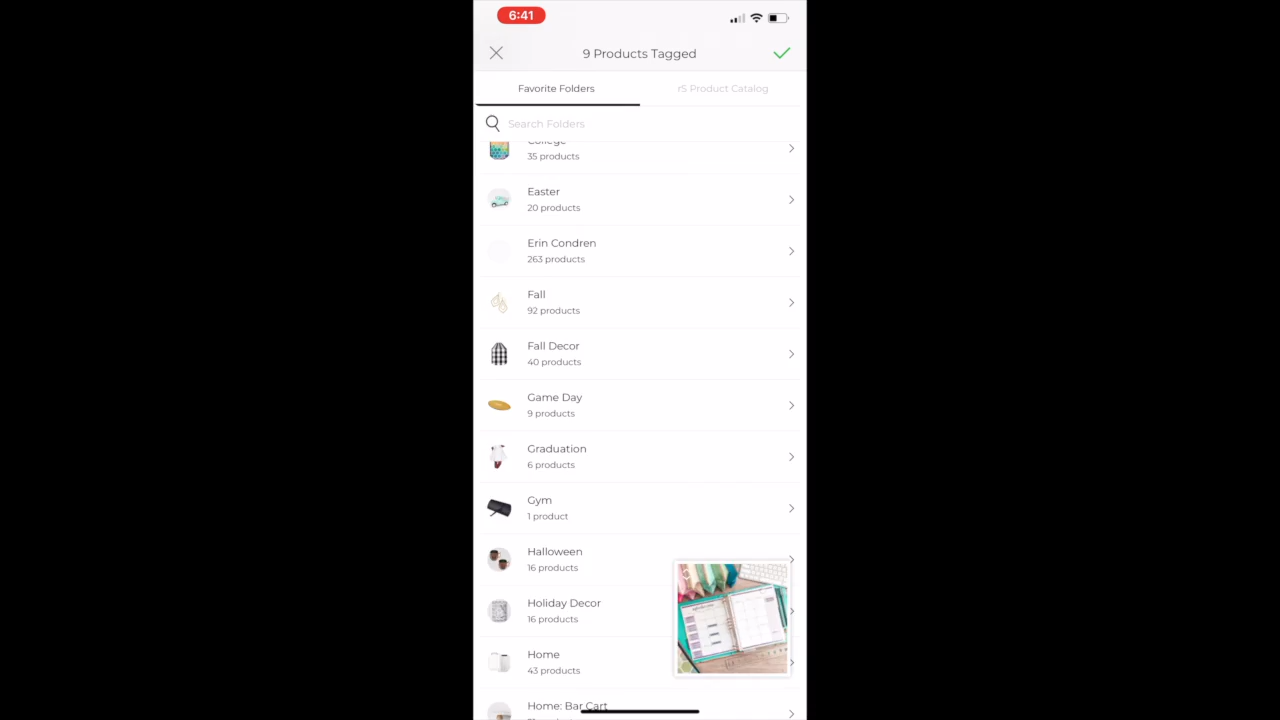 6:41
9 Products Tagged
Favorite Folders
rS Product Catalog
Search Folders
College
35 products
Easter
20 products
Erin Condren
263 products
Fall
92 products
Fall Decor
40 products
Game Day
9 products
Graduation
6 products
Gym
1 product
Halloween
16 products
Holiday Decor
16 products
Home
43 products
Home: Bar Cart